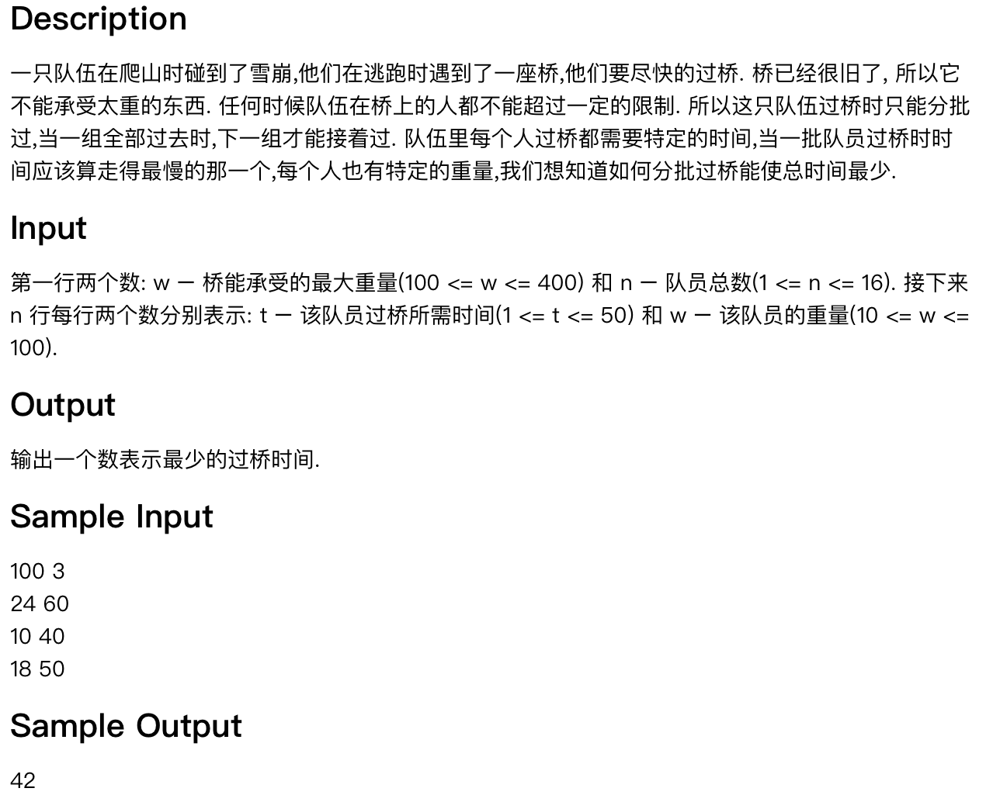 Description
一只队伍在爬山时碰到了雪崩,他们在逃跑时遇到了一座桥,他们要尽快的过桥. 桥已经很旧了, 所以它
不能承受太重的东西. 任何时候队伍在桥上的人都不能超过一定的限制. 所以这只队伍过桥时只能分批
过,当一组全部过去时,下一组才能接着过. 队伍里每个人过桥都需要特定的时间,当一批队员过桥时时
间应该算走得最慢的那一个,每个人也有特定的重量,我们想知道如何分批过桥能使总时间最少.
Input
第一行两个数: w – 桥能承受的最大重量(100 <= w <= 400) 和 n – 队员总数(1 <= n <= 16). 接下来
n 行每行两个数分别表示: t – 该队员过桥所需时间(1 <= t <= 50) 和 w – 该队员的重量(10 <= w <=
100).
Output
输出一个数表示最少的过桥时间.
Sample Input
100 3
24 60
10 40
18 50
Sample Output
42